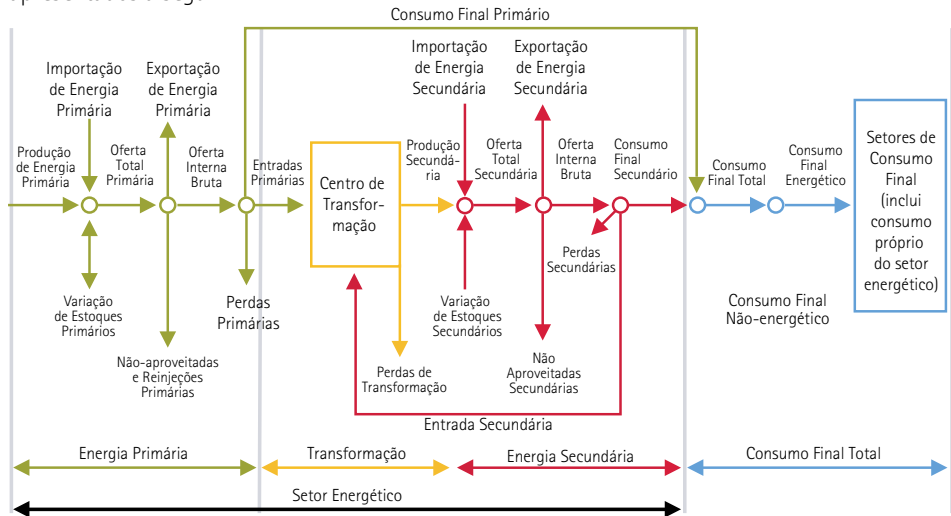 Consumo Final Primário
Importação
de Energia
Primária
Exportação
de Energia
Primária
Importação
de Energia
Secundária
Exportação
de Energia
Secundária
Produção
de Energia
Primária
Oferta
Total
Primária
Oferta
Interna
Bruta
Entradas
Primárias
Centro de
Transfor-
mação
Produção
Secundá-
ria
Oferta
Total
Secundária
Oferta
Interna
Bruta
Consumo
Final
Secundário
Consumo
Final Total
Consumo
Final
Energético
Setores de
Consumo
Final
(inclui
consumo
próprio
do setor
energético)
Variação
de Estoques
Primários
Perdas
Primárias
Não-aproveitadas
e Reinjeções
Primárias
Perdas de
Transformação
Variação
de Estoques
Secundários
Perdas
Secundárias
Não
Aproveitadas
Secundárias
Consumo Final
Não-energético
Entrada Secundária
Energia Primária
Transformação
Energia Secundária
Consumo Final Total
Setor Energético